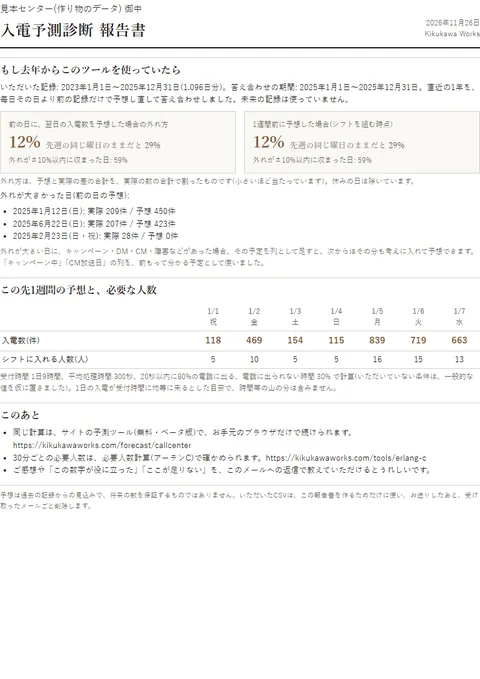 見本センター(作り物のデータ) 御中
入電予測診断 報告書
2026年11月26日
Kikukawa Works
もし去年からこのツールを使っていたら
いただいた記録: 2023年1月1日〜2025年12月31日(1,096日分)。答え合わせの期間: 2025年1月1日〜2025年12月31日。直近の1年を、
毎日その日より前の記録だけで予想し直して答え合わせしました。未来の記録は使っていません。
前の日に、翌日の入電数を予想した場合の外れ方
12% 先週の同じ曜日のままだと 29%
外れが±10%以内に収まった日: 59%
1週間前に予想した場合(シフトを組む時点)
12% 先週の同じ曜日のままだと 29%
外れが±10%以内に収まった日: 59%
外れ方は、予想と実際の差の合計を、実際の数の合計で割ったものです(小さいほど当たっています)。休みの日は除いています。
外れが大きかった日(前の日の予想):
• 2025年1月12日(日): 実際 209件 / 予想 450件
• 2025年6月22日(日): 実際 207件 / 予想 423件
• 2025年2月23日(日・祝): 実際 28件 / 予想 0件
外れが大きい日に、キャンペーン・DM・CM・障害などがあった場合、その予定を列として足すと、次からはその分も考えに入れて予想できます。
「キャンペーン中」「CM放送日」の列を、前もって分かる予定として使いました。
この先1週間の予想と、必要な人数
1/1 1/2 1/3 1/4 1/5 1/6 1/7
祝 金 土 日 月 火 水
入電数(件) 118 469 154 115 839 719 663
シフトに入れる人数(人) 5 10 5 5 16 15 13
受付時間 1日9時間、平均処理時間 300秒、20秒以内に80%の電話に出る、電話に出られない時間 30% で計算(いただいていない条件は、一般的な
値を仮に置きました)。1日の入電が受付時間に均等に来るとした目安で、時間帯の山の分は含みません。
このあと
• 同じ計算は、サイトの予測ツール(無料・ベータ版)で、お手元のブラウザだけで続けられます。
https://kikukawaworks.com/forecast/callcenter
• 30分ごとの必要人数は、必要人数計算(アーランC)で確かめられます。https://kikukawaworks.com/tools/erlang-c
• ご感想や「この数字が役に立った」「ここが足りない」を、このメールへの返信で教えていただけるとうれしいです。
予想は過去の記録からの見込みで、将来の数を保証するものではありません。いただいたCSVは、この報告書を作るためだけに使い、お送りしたあと、受け
取ったメールごと削除します。